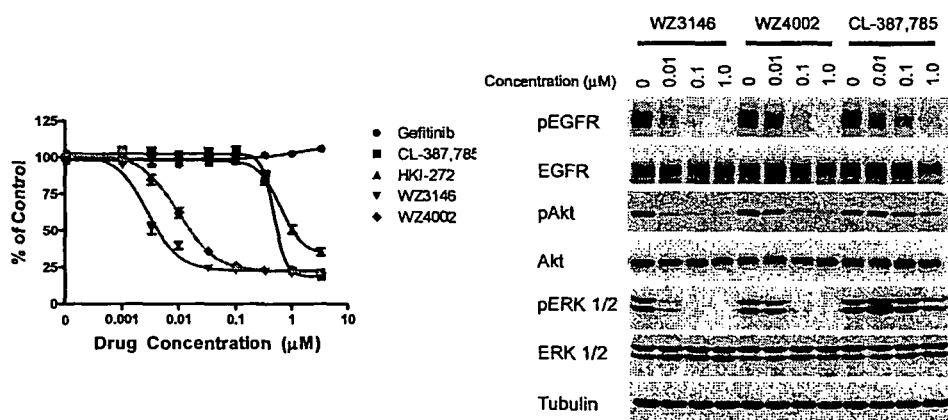 125
100
75
50
25
0
% of Control
0 0.001 0.01 0.1 1 10
Drug Concentration (μM)
Gefitinib
CL-387,785
HKI-272
WZ3146
WZ4002
WZ3146 WZ4002 CL-387,785
Concentration (μM) 0 0.01 0.1 1.0 0 0.01 0.1 1.0 0 0.01 0.1 1.0
pEGFR
EGFR
pAkt
Akt
pERK 1/2
ERK 1/2
Tubulin